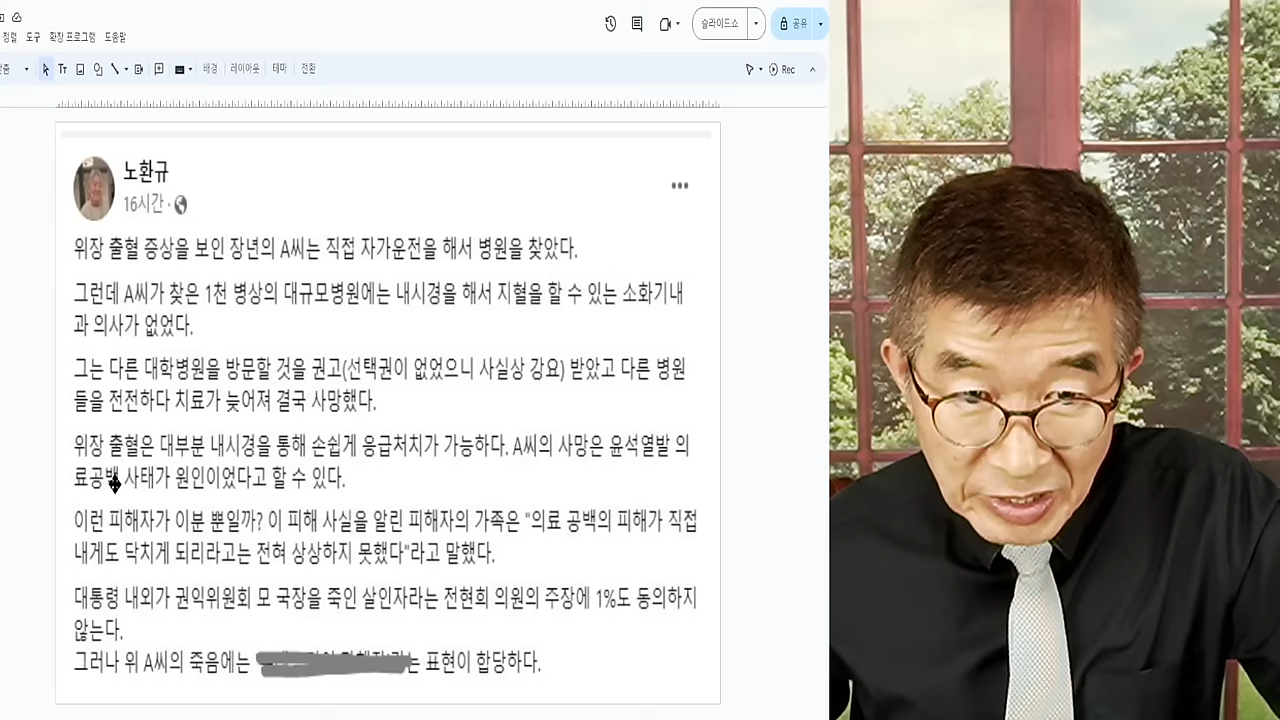 정렬 도구 확장 프로그램 도움말
슬라이드쇼
공유
배경 레이아웃 테마 전환
Rec
노환규
16시간 ·
위장 출혈 증상을 보인 장년의 A씨는 직접 자가운전을 해서 병원을 찾았다.
그런데 A씨가 찾은 1천 병상의 대규모병원에는 내시경을 해서 지혈을 할 수 있는 소화기내
과 의사가 없었다.
그는 다른 대학병원을 방문할 것을 권고(선택권이 없었으니 사실상 강요) 받았고 다른 병원
들을 전전하다 치료가 늦어져 결국 사망했다.
위장 출혈은 대부분 내시경을 통해 손쉽게 응급처치가 가능하다. A씨의 사망은 윤석열발 의
료공백 사태가 원인이었다고 할 수 있다.
이런 피해자가 이분 뿐일까? 이 피해 사실을 알린 피해자의 가족은 "의료 공백의 피해가 직접
내게도 닥치게 되리라고는 전혀 상상하지 못했다"라고 말했다.
대통령 내외가 권익위원회 모 국장을 죽인 살인자라는 전현희 의원의 주장에 1%도 동의하지
않는다.
그러나 위 A씨의 죽음에는 는 표현이 합당하다.